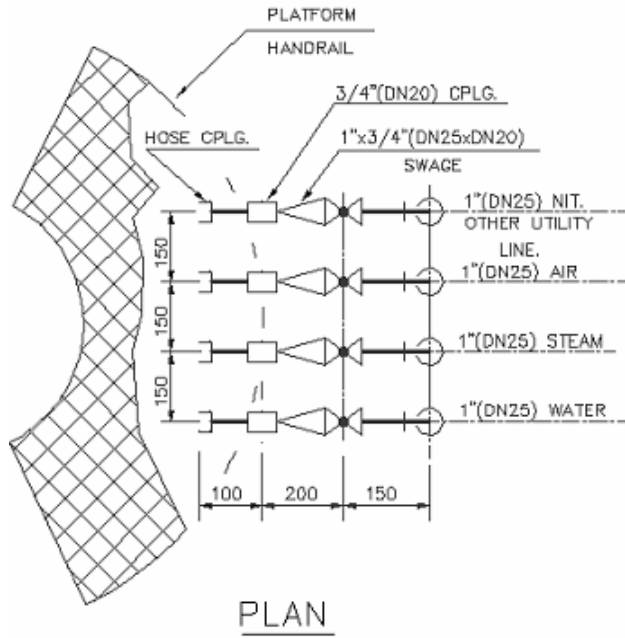 PLATFORM
HANDRAIL
3/4"(DN20) CPLG.
HOSE CPLG.
1"x3/4"(DN25xDN20)
SWAGE
1"(DN25) NIT.
OTHER UTILITY
LINE.
150
1"(DN25) AIR
150
1"(DN25) STEAM
150
1"(DN25) WATER
100
200
150
PLAN